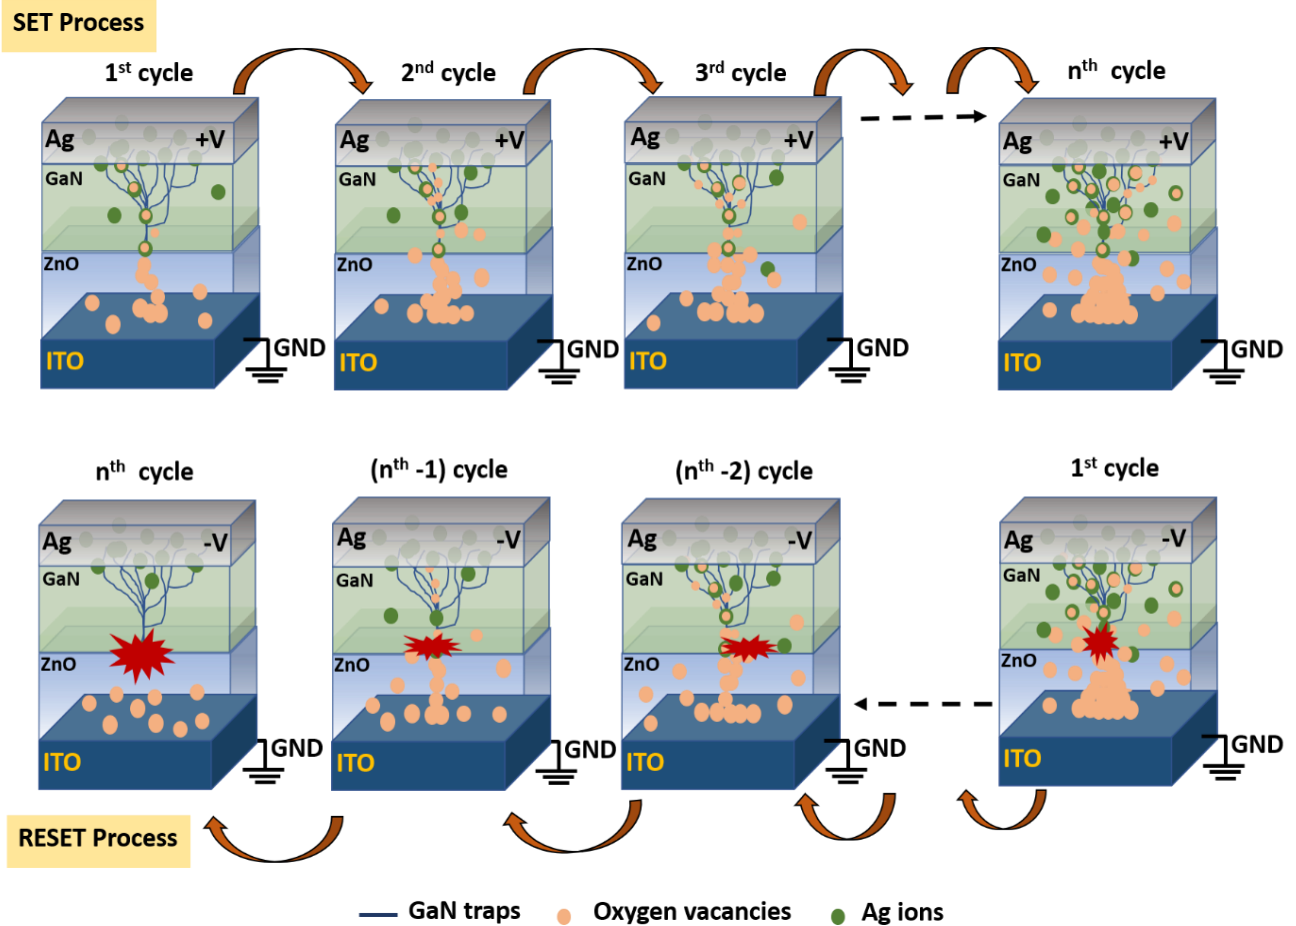 SET Process
1st cycle
2nd cycle
3rd cycle
nth cycle
Ag +V
Ag +V
Ag +V
Ag +V
GaN
GaN
GaN
GaN
ZnO
ZnO
ZnO
ZnO
GND
GND
GND
GND
ITO
ITO
ITO
ITO
nth cycle
(nth -1) cycle
(nth -2) cycle
1st cycle
Ag -V
Ag -V
Ag -V
Ag -V
GaN
GaN
GaN
GaN
ZnO
ZnO
ZnO
ZnO
GND
GND
GND
GND
ITO
ITO
ITO
ITO
RESET Process
GaN traps
Oxygen vacancies
Ag ions